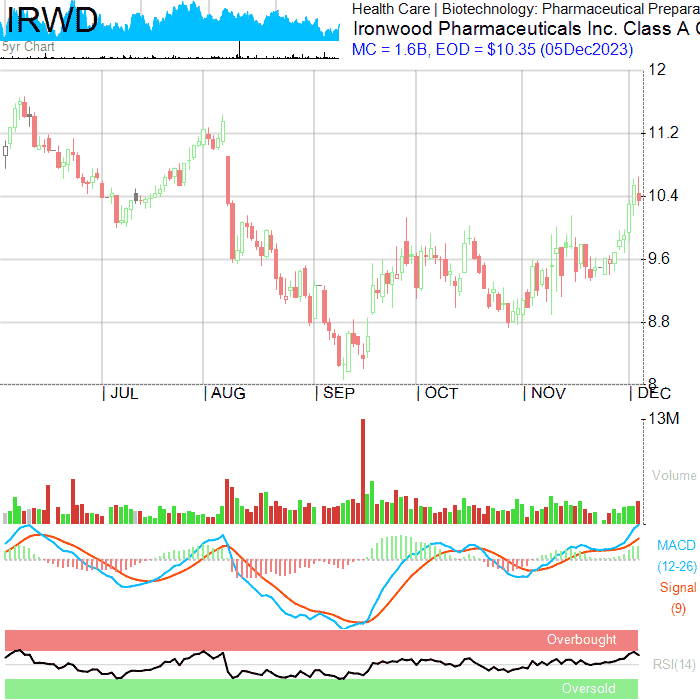 IRWD
5yr Chart
Health Care | Biotechnology: Pharmaceutical Prepara
Ironwood Pharmaceuticals Inc. Class A C
MC = 1.6B, EOD = $10.35 (05Dec2023)
12
11.2
10.4
9.6
8.8
8
| JUL | AUG | SEP | OCT | NOV | DEC
13M
Volume
MACD
(12-26)
Signal
(9)
Overbought
RSI(14)
Oversold